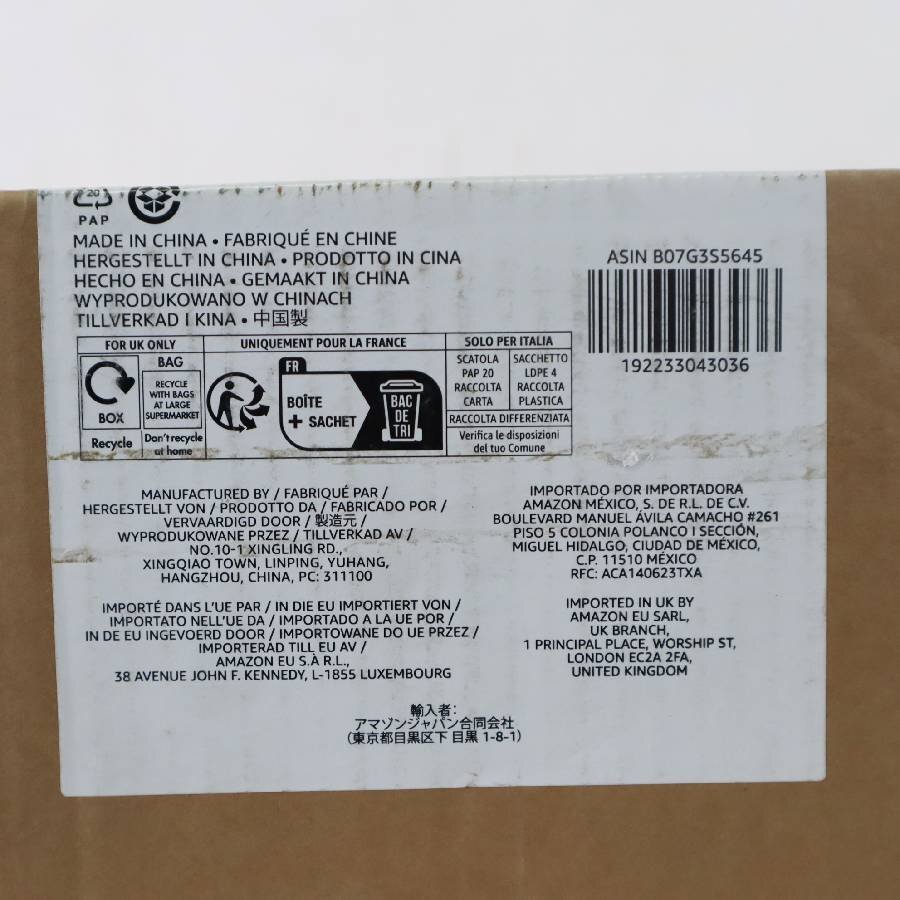 20
PAP
MADE IN CHINA • FABRIQUÉ EN CHINE
HERGESTELLT IN CHINA • PRODOTTO IN CINA
HECHO EN CHINA • GEMAAKT IN CHINA
WYPRODUKOWANO W CHINACH
TILLVERKAD I KINA • 中国製
ASIN B07G3S5645
192233043036
FOR UK ONLY
BOX
Recycle
BAG
RECYCLE
WITH BAGS
AT LARGE
SUPERMARKET
Don't recycle
at home
UNIQUEMENT POUR LA FRANCE
FR
BOÎTE
+ SACHET
BAC
DE
TRI
SOLO PER ITALIA
SCATOLA
PAP 20
RACCOLTA
CARTA
SACCHETTO
LDPE 4
RACCOLTA
PLASTICA
RACCOLTA DIFFERENZIATA
Verifica le disposizioni
del tuo Comune
MANUFACTURED BY / FABRIQUÉ PAR /
HERGESTELLT VON / PRODOTTO DA / FABRICADO POR /
VERVAARDIGD DOOR / 製造元 /
WYPRODUKOWANE PRZEZ / TILLVERKAD AV /
NO.10-1 XINGLING RD.,
XINGQIAO TOWN, LINPING, YUHANG,
HANGZHOU, CHINA, PC: 311100
IMPORTADO POR IMPORTADORA
AMAZON MÉXICO, S. DE R.L. DE C.V.
BOULEVARD MANUEL ÁVILA CAMACHO #261
PISO 5 COLONIA POLANCO I SECCIÓN,
MIGUEL HIDALGO, CIUDAD DE MÉXICO,
C.P. 11510 MÉXICO
RFC: ACA140623TXA
IMPORTÉ DANS L'UE PAR / IN DIE EU IMPORTIERT VON /
IMPORTATO NELL'UE DA / IMPORTADO A LA UE POR /
IN DE EU INGEVOERD DOOR / IMPORTOWANE DO UE PRZEZ /
IMPORTERAD TILL EU AV /
AMAZON EU S.À R.L.,
38 AVENUE JOHN F. KENNEDY, L-1855 LUXEMBOURG
IMPORTED IN UK BY
AMAZON EU SARL,
UK BRANCH,
1 PRINCIPAL PLACE, WORSHIP ST,
LONDON EC2A 2FA,
UNITED KINGDOM
輸入者:
アマゾンジャパン合同会社
(東京都目黒区下 目黒 1-8-1)